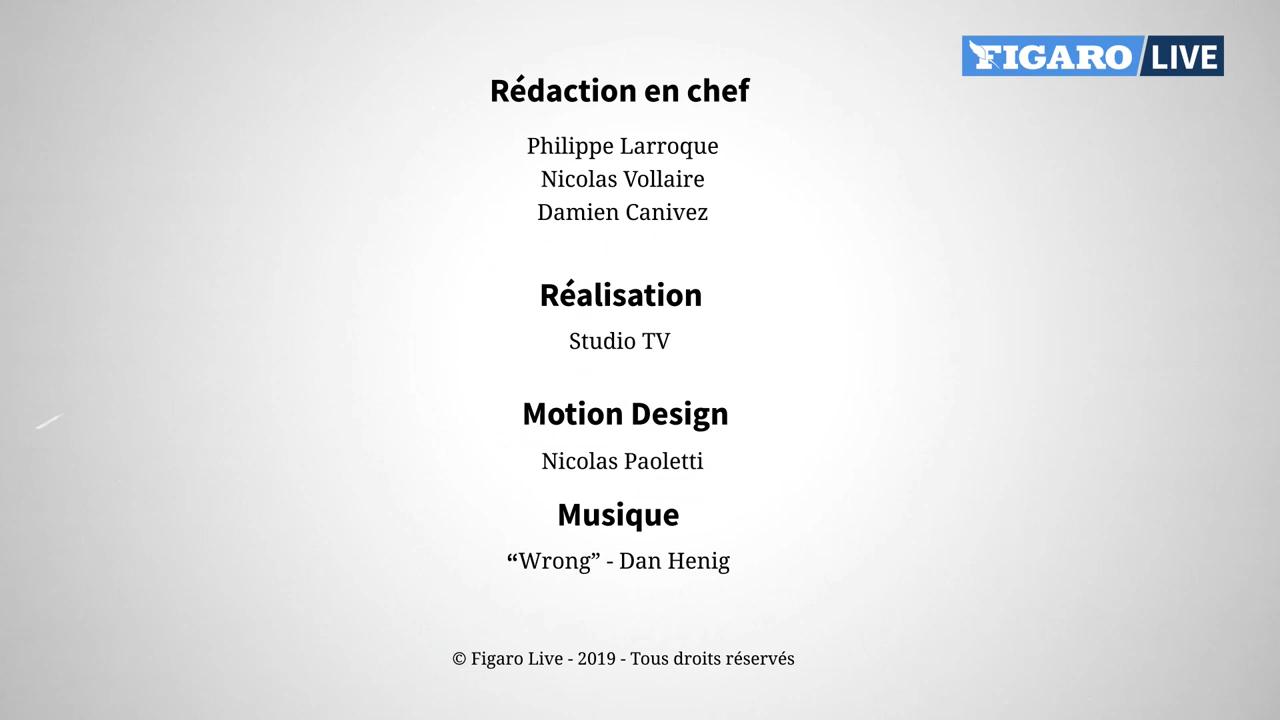 FIGARO LIVE
Rédaction en chef
Philippe Larroque
Nicolas Vollaire
Damien Canivez
Réalisation
Studio TV
Motion Design
Nicolas Paoletti
Musique
“Wrong” - Dan Henig
© Figaro Live - 2019 - Tous droits réservés